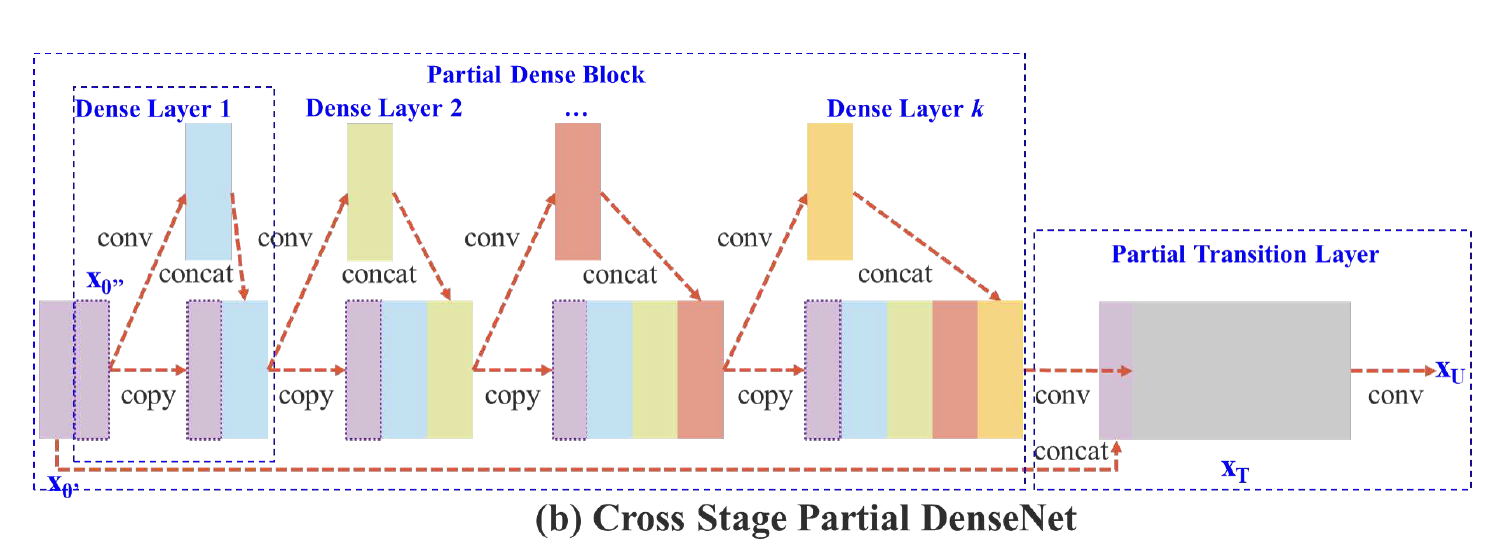 Partial Dense Block
Dense Layer 1
Dense Layer 2
...
Dense Layer k
conv
conv
conv
conv
concat
concat
concat
concat
Partial Transition Layer
x0''
copy
copy
copy
copy
conv
xU
conv
concat
x0'
xT
(b) Cross Stage Partial DenseNet